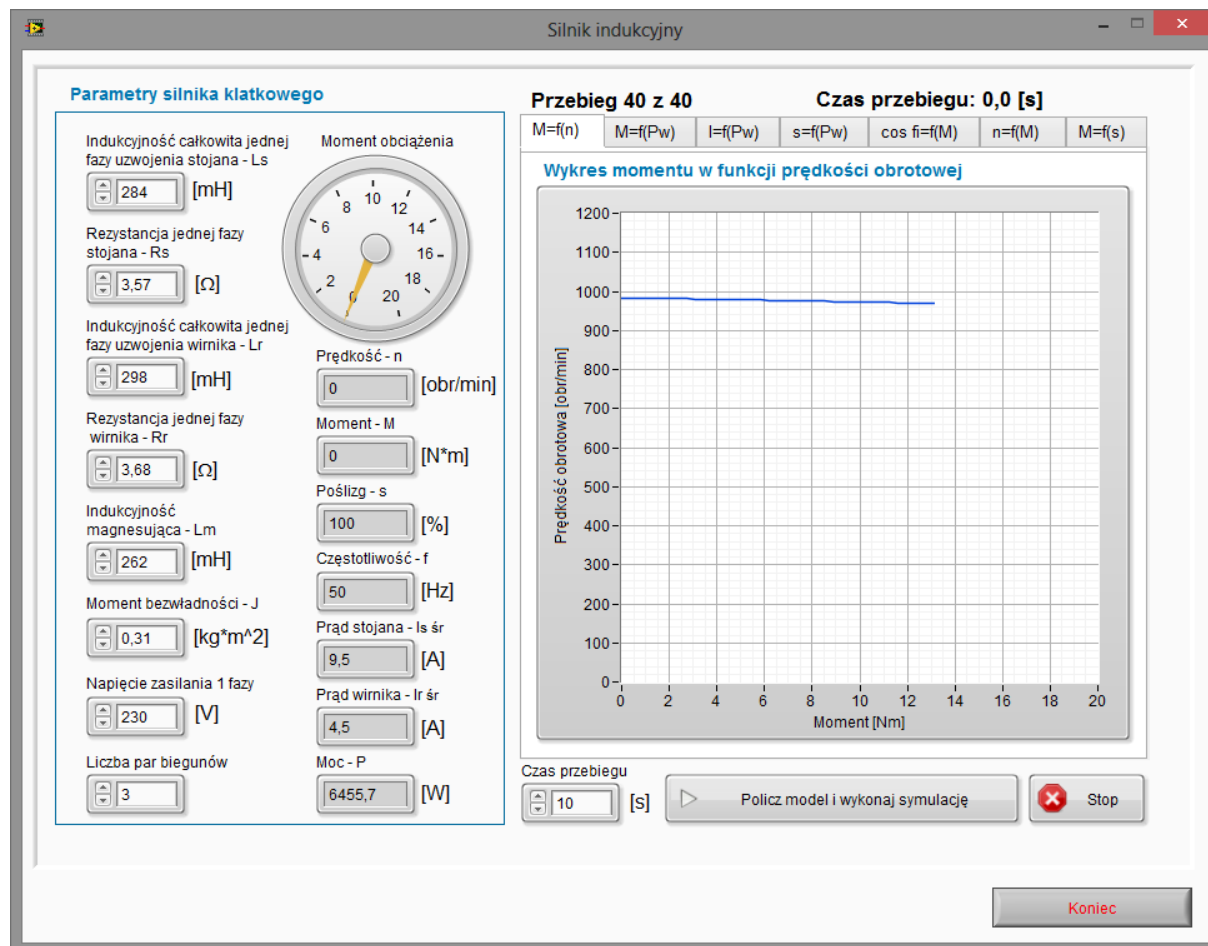 Silnik indukcyjny
Parametry silnika klatkowego
Indukcyjność całkowita jednej
fazy uzwojenia stojana - Ls
284 [mH]
Rezystancja jednej fazy
stojana - Rs
3,57 [Ω]
Indukcyjność całkowita jednej
fazy uzwojenia wirnika - Lr
298 [mH]
Rezystancja jednej fazy
wirnika - Rr
3,68 [Ω]
Indukcyjność
magnesująca - Lm
262 [mH]
Moment bezwładności - J
0,31 [kg*m^2]
Napięcie zasilania 1 fazy
230 [V]
Liczba par biegunów
3
Moment obciążenia
0 2 4 6 8 10 12 14 16 18 20
Prędkość - n
0 [obr/min]
Moment - M
0 [N*m]
Poślizg - s
100 [%]
Częstotliwość - f
50 [Hz]
Prąd stojana - Is śr
9,5 [A]
Prąd wirnika - Ir śr
4,5 [A]
Moc - P
6455,7 [W]
Przebieg 40 z 40 Czas przebiegu: 0,0 [s]
M=f(n) M=f(Pw) I=f(Pw) s=f(Pw) cos fi=f(M) n=f(M) M=f(s)
Wykres momentu w funkcji prędkości obrotowej
Prędkość obrotowa [obr/min]
1200
1100
1000
900
800
700
600
500
400
300
200
100
0
0 2 4 6 8 10 12 14 16 18 20
Moment [Nm]
Czas przebiegu
10 [s] Policz model i wykonaj symulację Stop
Koniec